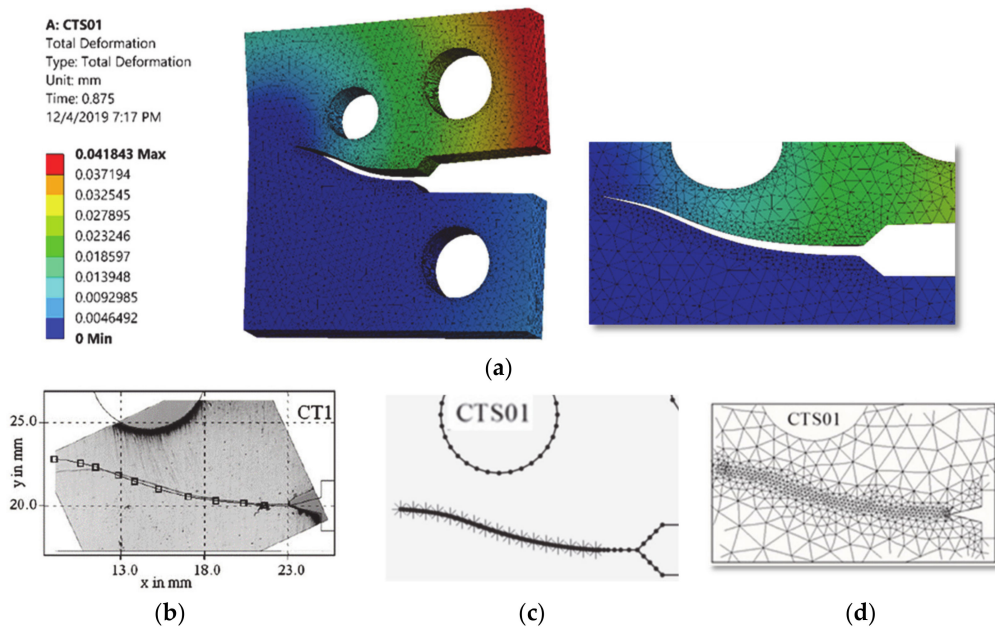 A: CTS01
Total Deformation
Type: Total Deformation
Unit: mm
Time: 0.875
12/4/2019 7:17 PM
0.041843 Max
0.037194
0.032545
0.027895
0.023246
0.018597
0.013948
0.0092985
0.0046492
0 Min
(a)
CT1
25.0
20.0
y in mm
13.0 18.0 23.0
x in mm
(b)
CTS01
(c)
CTS01
(d)